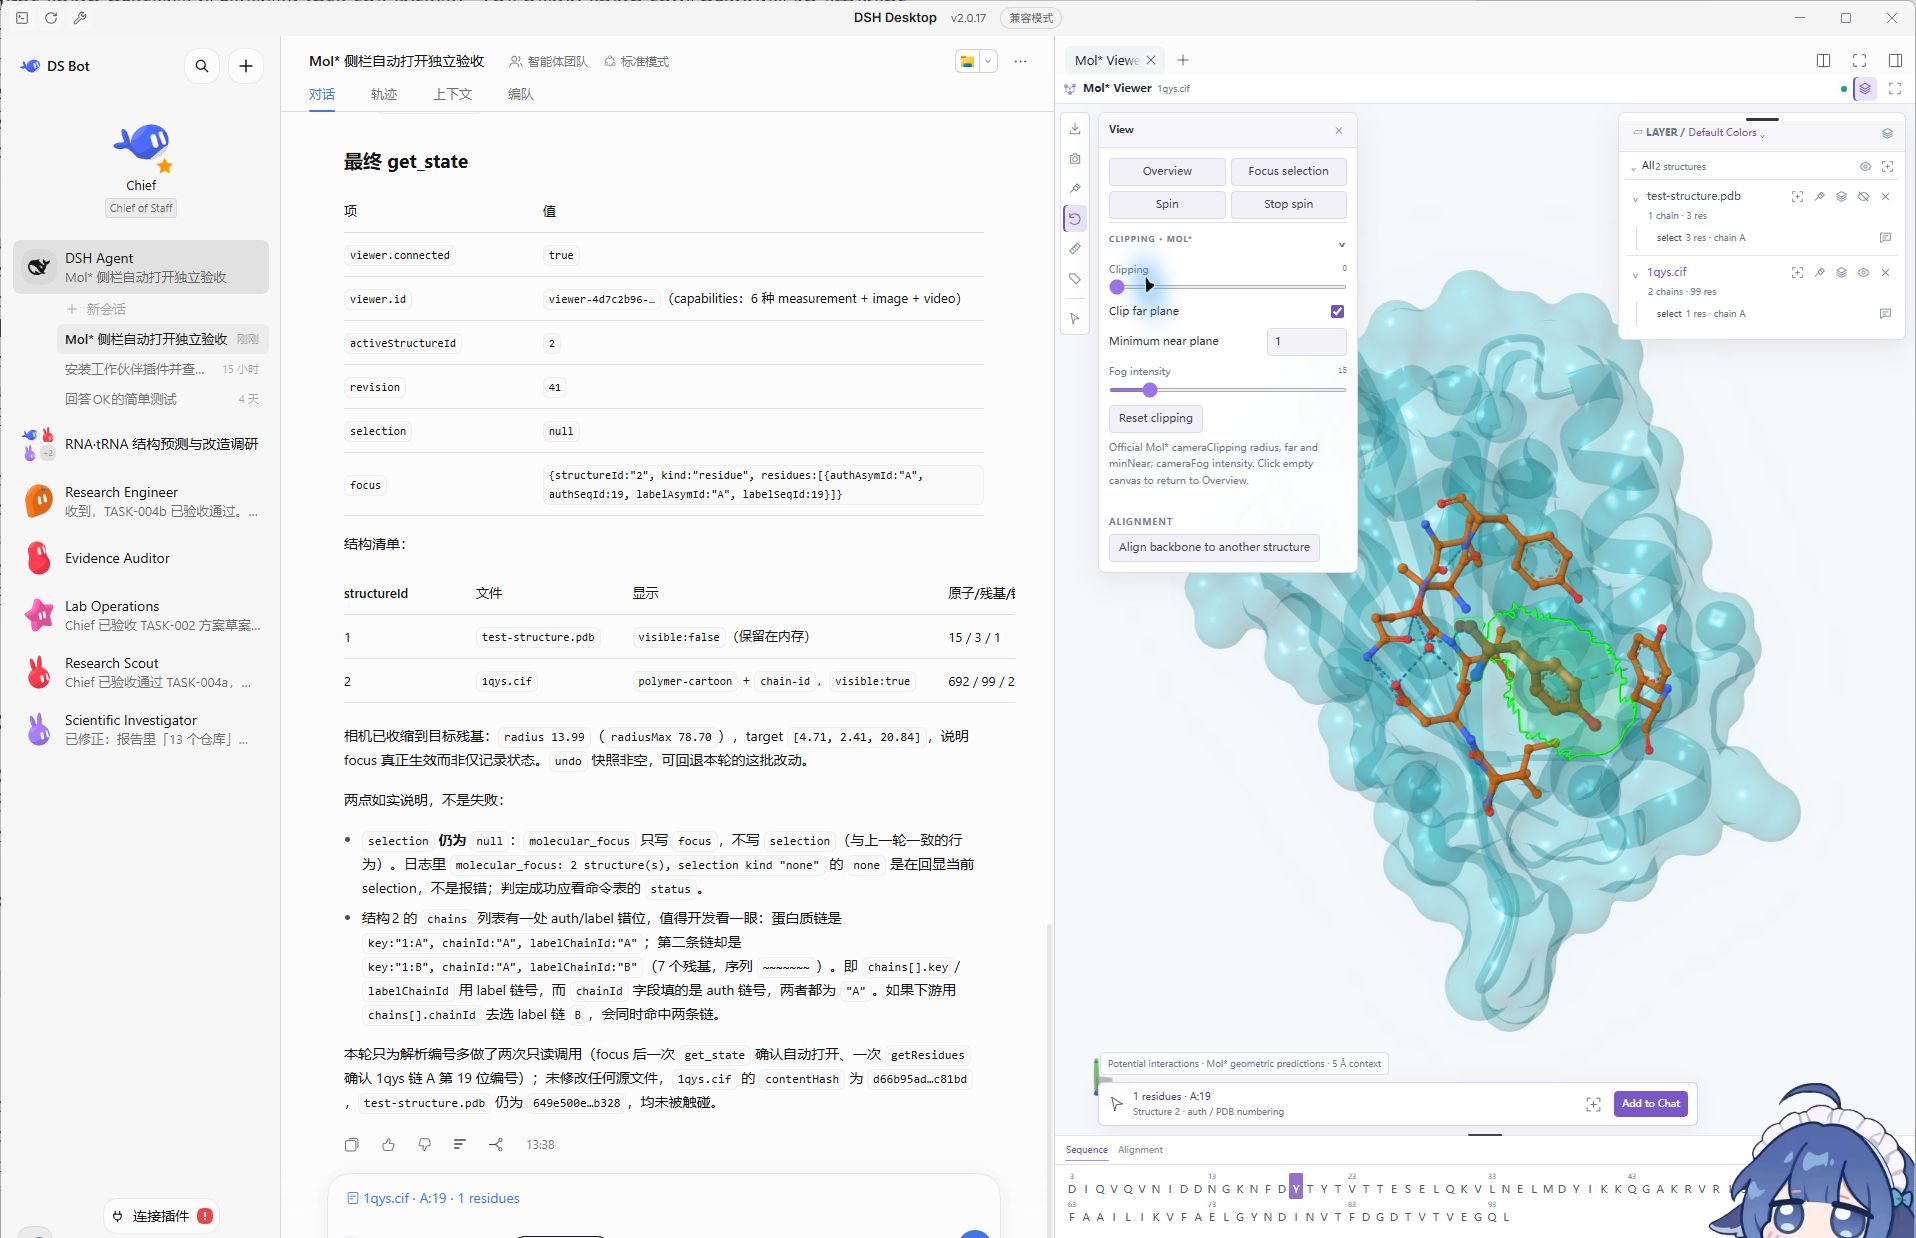 DSH Desktop v2.0.17 兼容模式
DS Bot
Chief
Chief of Staff
DSH Agent
Mol* 侧栏自动打开独立验收
新会话
Mol* 侧栏自动打开独立验收 刚刚
安装工作伙伴插件并查... 15 小时
回答OK的简单测试 4 天
+2
RNA·tRNA 结构预测与改造调研
Research Engineer
收到，TASK-004b 已验收通过。...
Evidence Auditor
Lab Operations
Chief 已验收 TASK-002 方案草案...
Research Scout
Chief 已验收通过 TASK-004a，...
Scientific Investigator
已修正：报告里「13 个仓库」...
连接插件 !
Mol* 侧栏自动打开独立验收 智能体团队 标准模式
对话 轨迹 上下文 编队
最终 get_state
项 值
viewer.connected true
viewer.id viewer-4d7c2b96-… （capabilities：6 种 measurement + image + video）
activeStructureId 2
revision 41
selection null
focus {structureId:"2", kind:"residue", residues:[{authAsymId:"A",
authSeqId:19, labelAsymId:"A", labelSeqId:19}]}
结构清单：
structureId 文件 显示 原子/残基/
1 test-structure.pdb visible:false （保留在内存） 15 / 3 / 1
2 1qys.cif polymer-cartoon + chain-id , visible:true 692 / 99 / 2
相机已收缩到目标残基： radius 13.99 （ radiusMax 78.70 ）, target [4.71, 2.41, 20.84] ，说明
focus 真正生效而非仅记录状态。 undo 快照非空，可回退本轮的这批改动。
两点如实说明，不是失败：
• selection 仍为 null ： molecular_focus 只写 focus ，不写 selection （与上一轮一致的行
为）。日志里 molecular_focus: 2 structure(s), selection kind "none" 的 none 是在回显当前
selection，不是报错；判定成功应看命令表的 status 。
• 结构 2 的 chains 列表有一处 auth/label 错位，值得开发看一眼：蛋白质链是
key:"1:A", chainId:"A", labelChainId:"A" ；第二条链却是
key:"1:B", chainId:"A", labelChainId:"B" （7 个残基，序列 ~~~~~~~ ）。即 chains[].key /
labelChainId 用 label 链号，而 chainId 字段填的是 auth 链号，两者都为 "A" 。如果下游用
chains[].chainId 去选 label 链 B ，会同时命中两条链。
本轮只为解析编号多做了两次只读调用（focus 后一次 get_state 确认自动打开、一次 getResidues
确认 1qys 链 A 第 19 位编号）；未修改任何源文件， 1qys.cif 的 contentHash 为 d66b95ad…c81bd
， test-structure.pdb 仍为 649e500e…b328 ，均未被触碰。
13:38
1qys.cif · A:19 · 1 residues
Mol* Viewe
Mol* Viewer 1qys.cif
View
Overview Focus selection
Spin Stop spin
CLIPPING · MOL*
Clipping 0
Clip far plane
Minimum near plane 1
Fog intensity 15
Reset clipping
Official Mol* cameraClipping radius, far and
minNear; cameraFog intensity. Click empty
canvas to return to Overview.
ALIGNMENT
Align backbone to another structure
LAYER / Default Colors
All 2 structures
test-structure.pdb
1 chain · 3 res
select 3 res · chain A
1qys.cif
2 chains · 99 res
select 1 res · chain A
Potential interactions · Mol* geometric predictions · 5 Å context
1 residues · A:19
Structure 2 · auth / PDB numbering
Add to Chat
Sequence Alignment
3 13 23 33 43
D I Q V Q V N I D D N G K N F D Y T Y T V T T E S E L Q K V L N E L M D Y I K K Q G A K R V R
63 73 83 93
F A A I L I K V F A E L G Y N D I N V T F D G D T V T V E G Q L